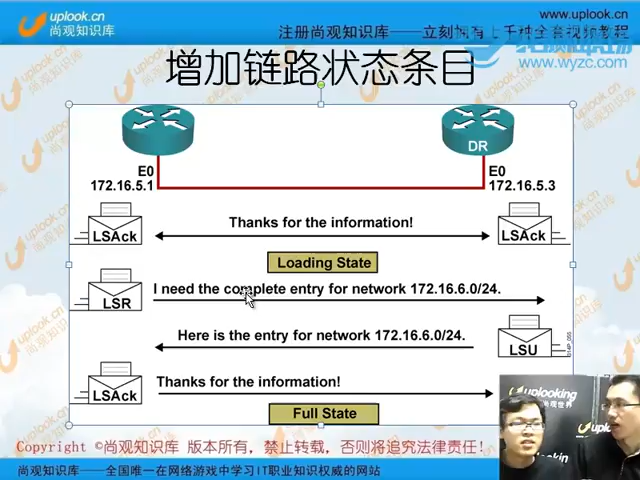 uplook.cn
尚观知识库
www.uplook.cn
注册尚观知识库——立刻拥有上千种全套视频教程
www.wyzc.com
增加链路状态条目
DR
E0
172.16.5.1
E0
172.16.5.3
LSAck
Thanks for the information!
LSAck
Loading State
LSR
I need the complete entry for network 172.16.6.0/24.
Here is the entry for network 172.16.6.0/24.
LSU
LSAck
Thanks for the information!
Full State
Copyright ©尚观知识库 版本所有，禁止转载，否则将追究法律责任！
尚观知识库——全国唯一在网络游戏中学习IT职业知识权威的网站
uplooking